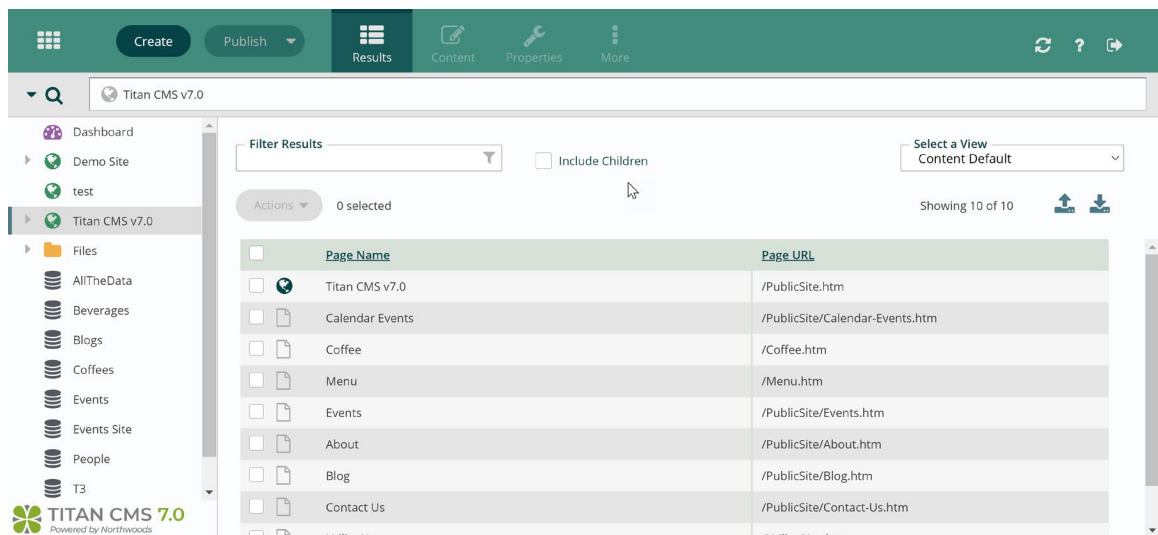 Create
Publish
Results
Content
Properties
More
?
Titan CMS v7.0
Dashboard
Demo Site
test
Titan CMS v7.0
Files
AllTheData
Beverages
Blogs
Coffees
Events
Events Site
People
T3
TITAN CMS 7.0
Powered by Northwoods
Filter Results
Include Children
Select a View
Content Default
Actions
0 selected
Showing 10 of 10
Page Name Page URL
Titan CMS v7.0 /PublicSite.htm
Calendar Events /PublicSite/Calendar-Events.htm
Coffee /Coffee.htm
Menu /Menu.htm
Events /PublicSite/Events.htm
About /PublicSite/About.htm
Blog /PublicSite/Blog.htm
Contact Us /PublicSite/Contact-Us.htm